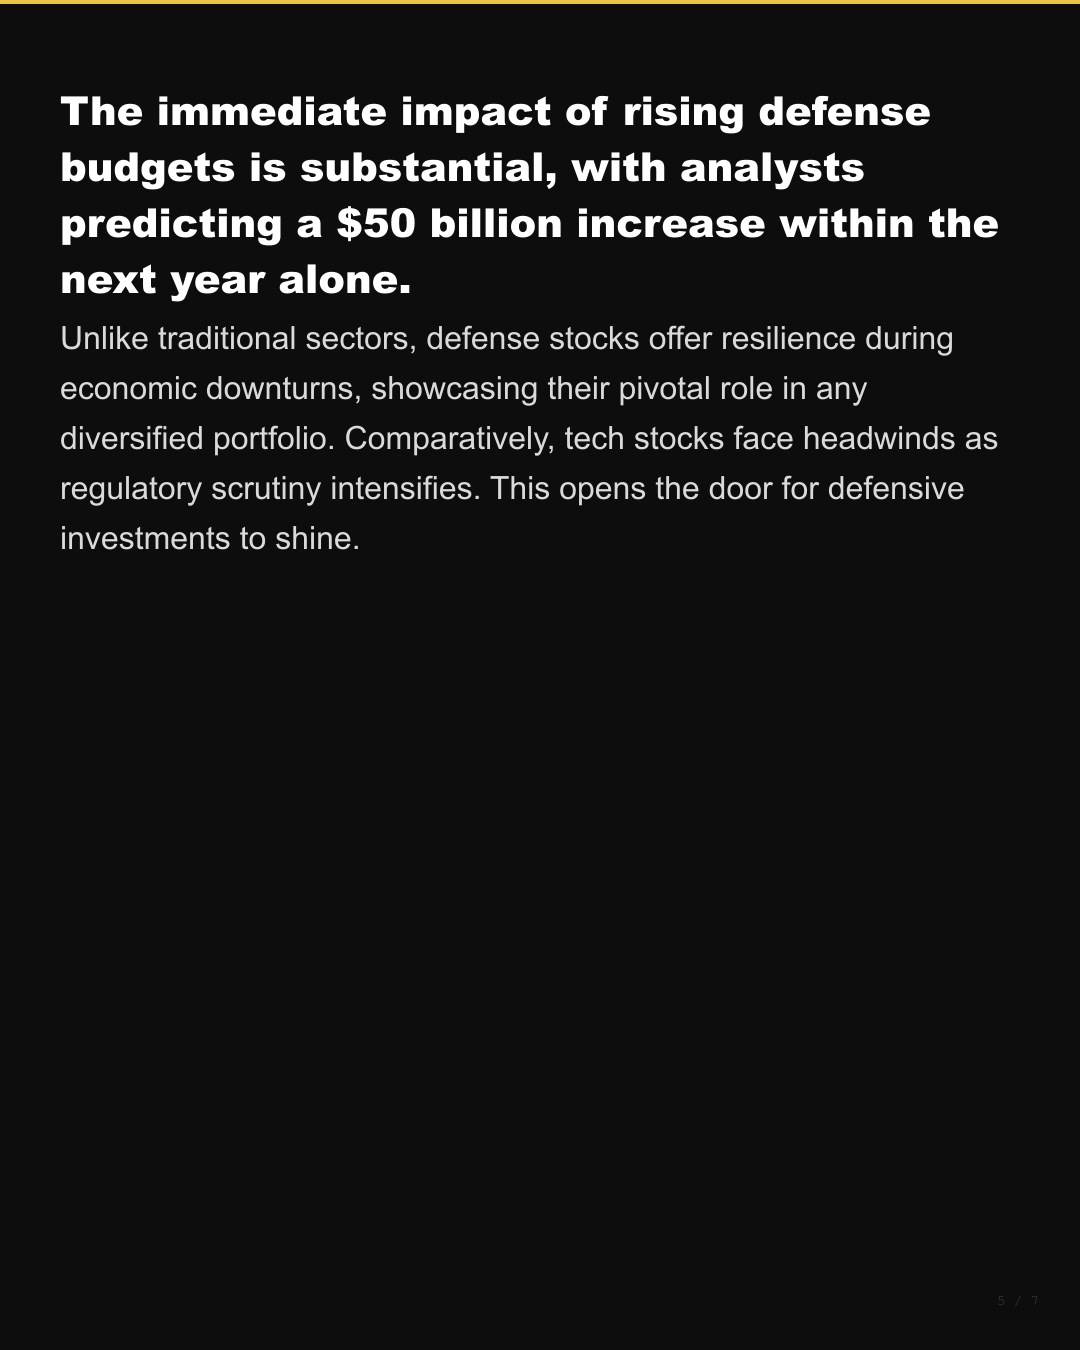 The immediate impact of rising defense
budgets is substantial, with analysts
predicting a $50 billion increase within the
next year alone.
Unlike traditional sectors, defense stocks offer resilience during
economic downturns, showcasing their pivotal role in any
diversified portfolio. Comparatively, tech stocks face headwinds as
regulatory scrutiny intensifies. This opens the door for defensive
investments to shine.
5 / 7